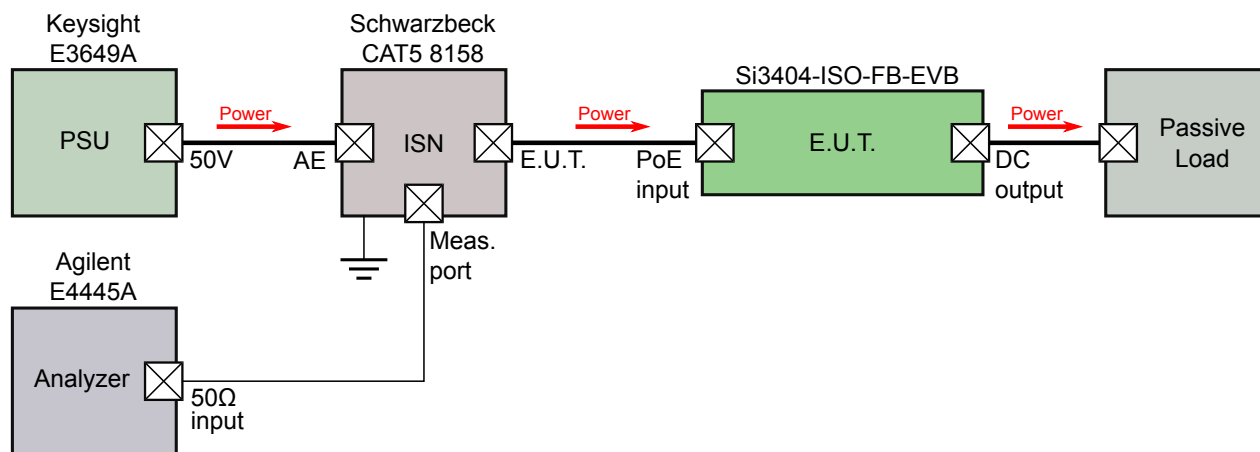 Keysight
E3649A
PSU
50V
Power
Schwarzbeck
CAT5 8158
AE
ISN
E.U.T.
Meas.
port
Power
PoE
input
Si3404-ISO-FB-EVB
E.U.T.
DC
output
Power
Passive
Load
Agilent
E4445A
Analyzer
50Ω
input